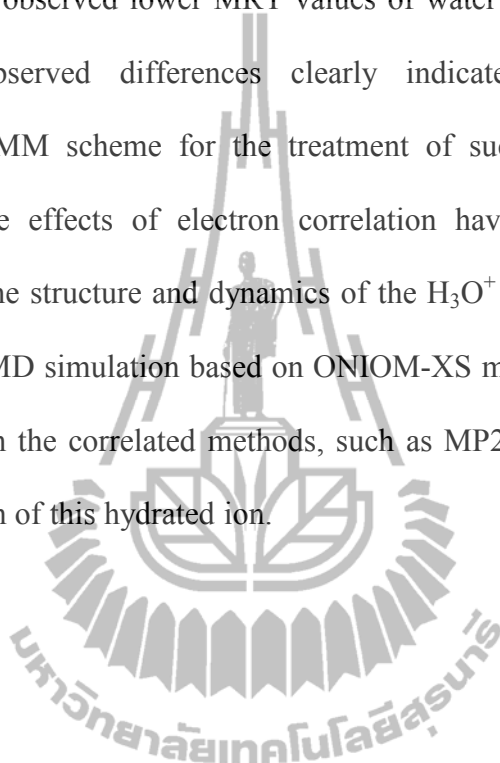 observed lower MRT values of water
bserved differences clearly indicate
MM scheme for the treatment of suc
e effects of electron correlation hav
he structure and dynamics of the H₃O⁺
MD simulation based on ONIOM-XS m
n the correlated methods, such as MP2
n of this hydrated ion.
มหาวิทยาลัยเทคโนโลยีสุรนารี